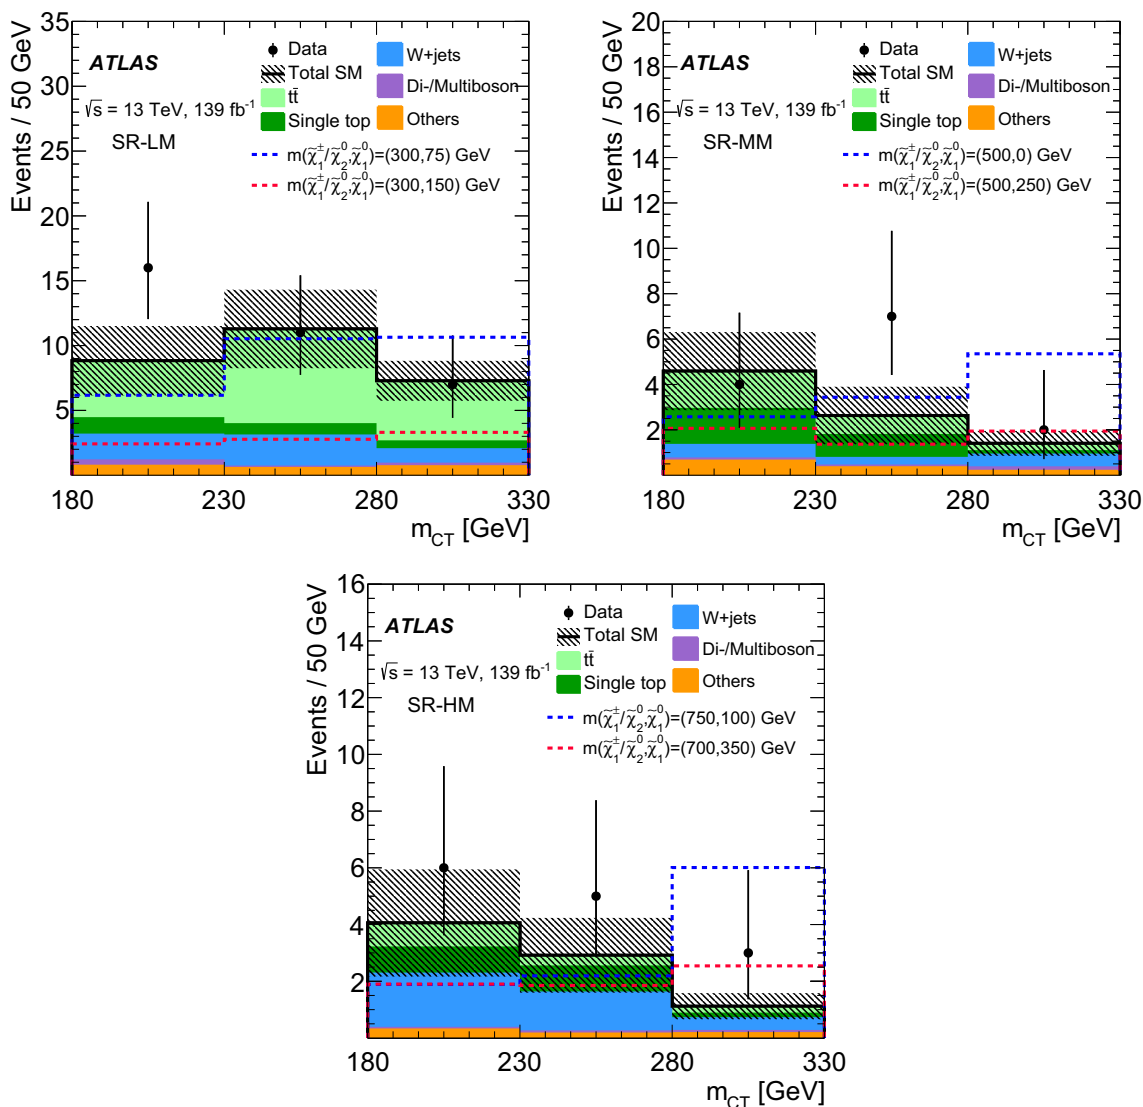 Events / 50 GeV
35
30
25
20
15
10
5
ATLAS
√s = 13 TeV, 139 fb⁻¹
SR-LM
Data
Total SM
tt̄
Single top
W+jets
Di-/Multiboson
Others
m(χ̃₁±/χ̃₂⁰,χ̃₁⁰)=(300,75) GeV
m(χ̃₁±/χ̃₂⁰,χ̃₁⁰)=(300,150) GeV
180 230 280 330
m_CT [GeV]
Events / 50 GeV
20
18
16
14
12
10
8
6
4
2
ATLAS
√s = 13 TeV, 139 fb⁻¹
SR-MM
Data
Total SM
tt̄
Single top
W+jets
Di-/Multiboson
Others
m(χ̃₁±/χ̃₂⁰,χ̃₁⁰)=(500,0) GeV
m(χ̃₁±/χ̃₂⁰,χ̃₁⁰)=(500,250) GeV
180 230 280 330
m_CT [GeV]
Events / 50 GeV
16
14
12
10
8
6
4
2
ATLAS
√s = 13 TeV, 139 fb⁻¹
SR-HM
Data
Total SM
tt̄
Single top
W+jets
Di-/Multiboson
Others
m(χ̃₁±/χ̃₂⁰,χ̃₁⁰)=(750,100) GeV
m(χ̃₁±/χ̃₂⁰,χ̃₁⁰)=(700,350) GeV
180 230 280 330
m_CT [GeV]